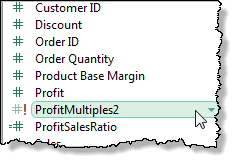 Customer ID
Discount
Order ID
Order Quantity
Product Base Margin
Profit
ProfitMultiples2
ProfitSalesRatio